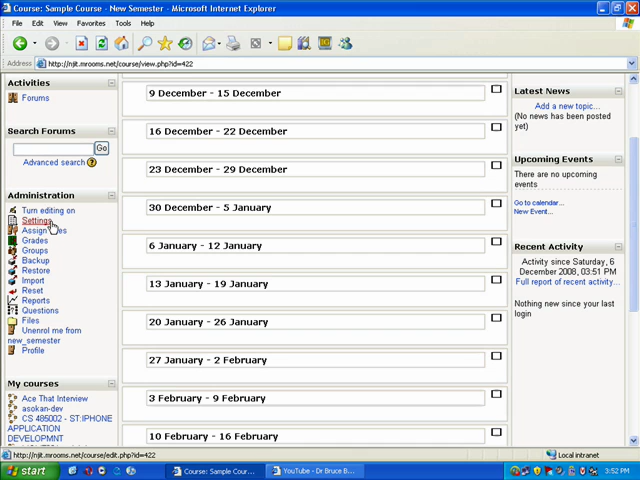 Course: Sample Course - New Semester - Microsoft Internet Explorer
File Edit View Favorites Tools Help
Address http://njit.mrooms.net/course/view.php?id=422
Activities
Forums
Search Forums
Go
Advanced search ?
Administration
Turn editing on
Settings
Assign
Grades
Groups
Backup
Restore
Import
Reset
Reports
Questions
Files
Unenrol me from
new_semester
Profile
My courses
Ace That Interview
asokan-dev
CS 485002 - ST:IPHONE
APPLICATION
DEVELOPMNT
9 December - 15 December
16 December - 22 December
23 December - 29 December
30 December - 5 January
6 January - 12 January
13 January - 19 January
20 January - 26 January
27 January - 2 February
3 February - 9 February
10 February - 16 February
Latest News
Add a new topic...
(No news has been posted
yet)
Upcoming Events
There are no upcoming
events
Go to calendar...
New Event...
Recent Activity
Activity since Saturday, 6
December 2008, 03:51 PM
Full report of recent activity...
Nothing new since your last
login
http://njit.mrooms.net/course/edit.php?id=422
Local intranet
start
Course: Sample Cour...
YouTube - Dr Bruce B...
3:52 PM